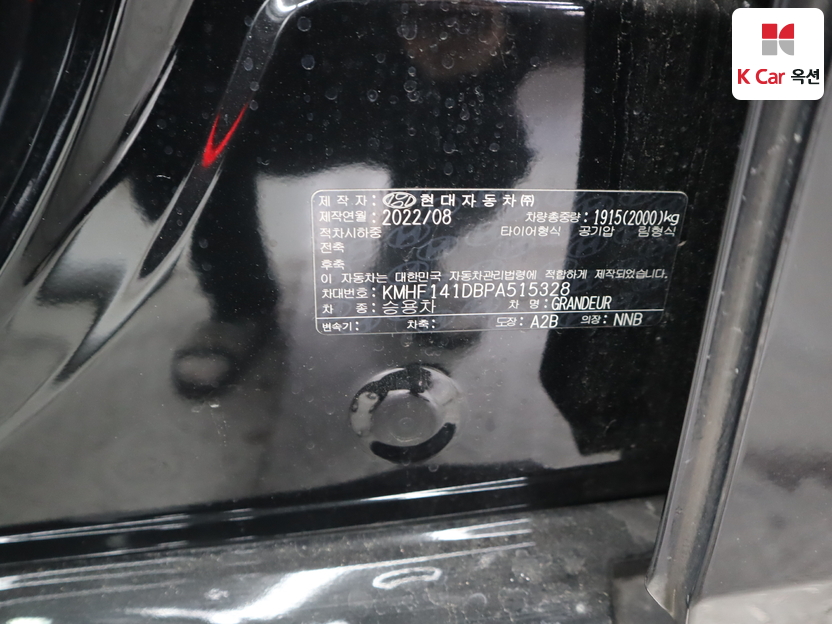 K Car 옥션
제 작 자 : 현대자동차㈜
제작연월 : 2022/08 차량총중량 : 1915(2000)kg
적차시하중 타이어형식 공기압 림형식
전축
후축
이 자동차는 대한민국 자동차관리법령에 적합하게 제작되었습니다.
차대번호 : KMHF141DBPA515328
차 종 : 승용차 차 명 : GRANDEUR
변속기 : 차축 : 도장 : A2B 의장 : NNB